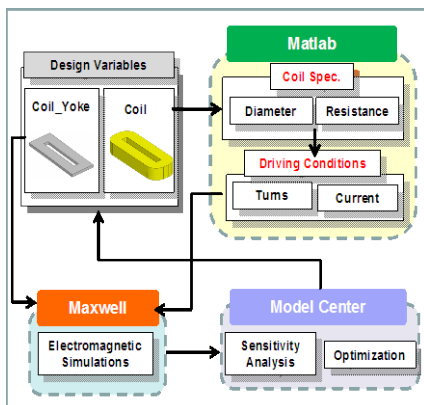 Matlab
Design Variables
Coil Spec.
Coil_Yoke
Coil
Diameter
Resistance
Driving Conditions
Turns
Current
Maxwell
Model Center
Electromagnetic
Simulations
Sensitivity
Analysis
Optimization